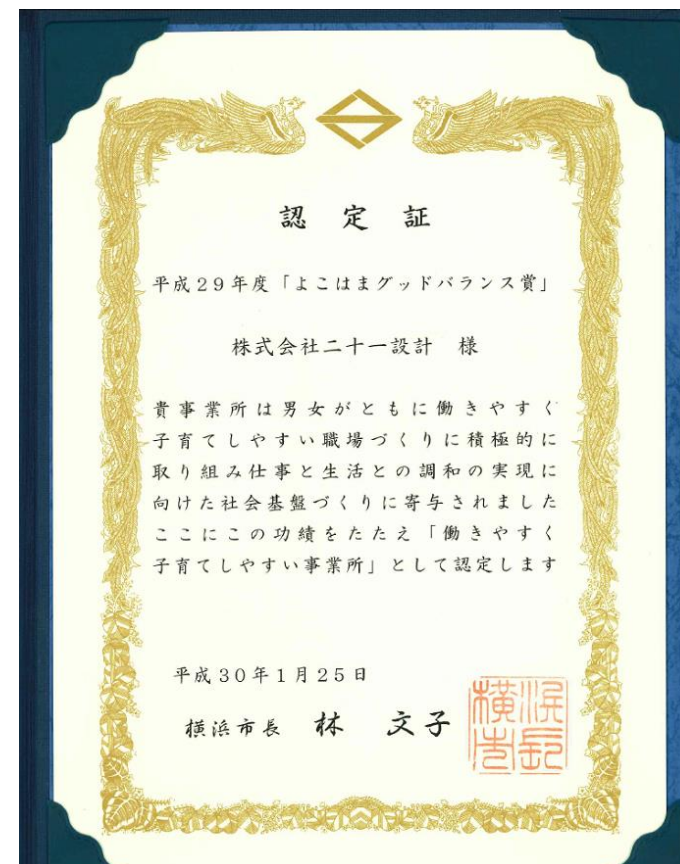 認定証
平成29年度「よこはまグッドバランス賞」
株式会社二十一設計 様
貴事業所は男女がともに働きやすく
子育てしやすい職場づくりに積極的に
取り組み仕事と生活との調和の実現に
向けた社会基盤づくりに寄与されました
ここにこの功績をたたえ「働きやすく
子育てしやすい事業所」として認定します
平成30年1月25日
横浜市長 林 文子